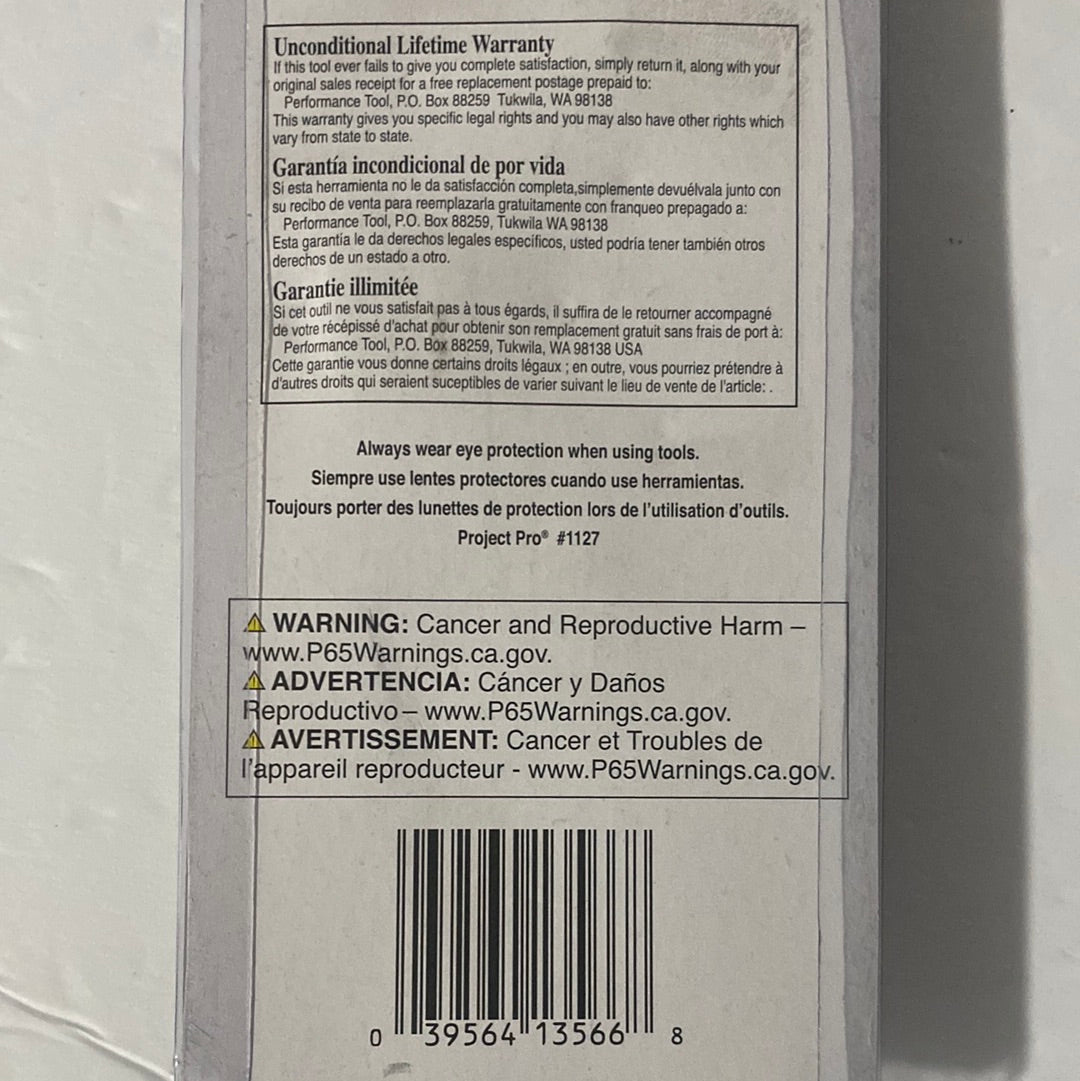 Unconditional Lifetime Warranty
If this tool ever fails to give you complete satisfaction, simply return it, along with your
original sales receipt for a free replacement postage prepaid to:
Performance Tool, P.O. Box 88259 Tukwila, WA 98138
This warranty gives you specific legal rights and you may also have other rights which
vary from state to state.
Garantía incondicional de por vida
Si esta herramienta no le da satisfacción completa,simplemente devuélvala junto con
su recibo de venta para reemplazarla gratuitamente con franqueo prepagado a:
Performance Tool, P.O. Box 88259, Tukwila WA 98138
Esta garantía le da derechos legales específicos, usted podría tener también otros
derechos de un estado a otro.
Garantie illimitée
Si cet outil ne vous satisfait pas à tous égards, il suffira de le retourner accompagné
de votre récépissé d'achat pour obtenir son remplacement gratuit sans frais de port à:
Performance Tool, P.O. Box 88259, Tukwila, WA 98138 USA
Cette garantie vous donne certains droits légaux ; en outre, vous pourriez prétendre à
d'autres droits qui seraient suceptibles de varier suivant le lieu de vente de l'article: .
Always wear eye protection when using tools.
Siempre use lentes protectores cuando use herramientas.
Toujours porter des lunettes de protection lors de l'utilisation d'outils.
Project Pro® #1127
⚠ WARNING: Cancer and Reproductive Harm –
www.P65Warnings.ca.gov.
⚠ ADVERTENCIA: Cáncer y Daños
Reproductivo – www.P65Warnings.ca.gov.
⚠ AVERTISSEMENT: Cancer et Troubles de
l'appareil reproducteur - www.P65Warnings.ca.gov.
0 39564 13566 8